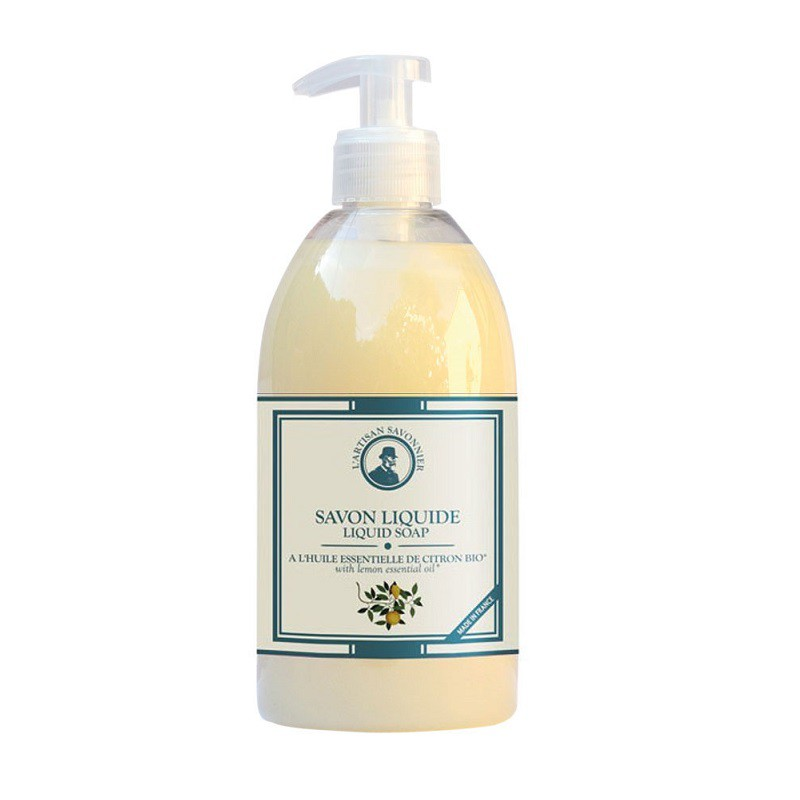 L'ARTISAN SAVONNIER
SAVON LIQUIDE
LIQUID SOAP
A L'HUILE ESSENTIELLE DE CITRON BIO*
with lemon essential oil*
MADE IN FRANCE